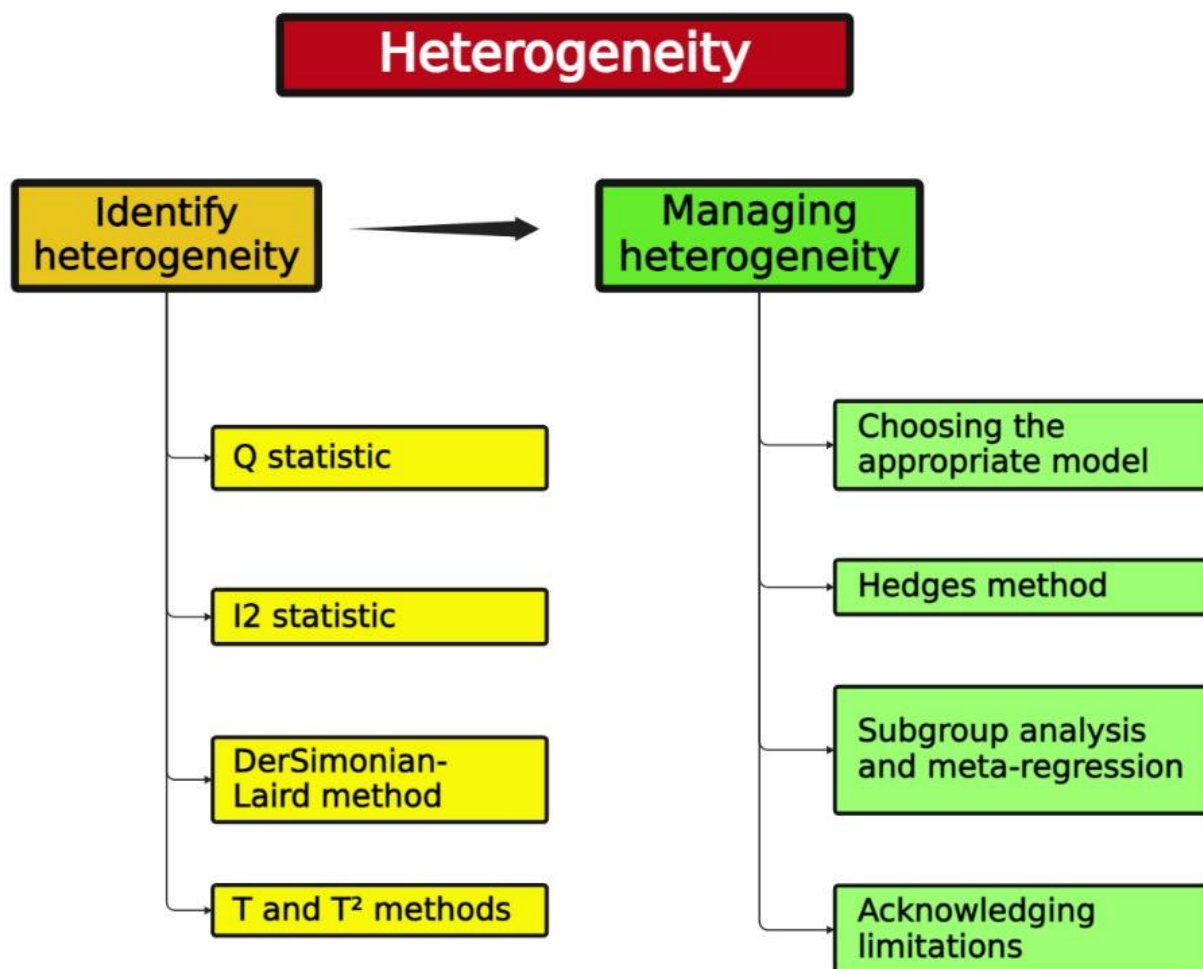 Heterogeneity
Identify
heterogeneity
Managing
heterogeneity
Q statistic
I2 statistic
DerSimonian-
Laird method
T and T² methods
Choosing the
appropriate model
Hedges method
Subgroup analysis
and meta-regression
Acknowledging
limitations